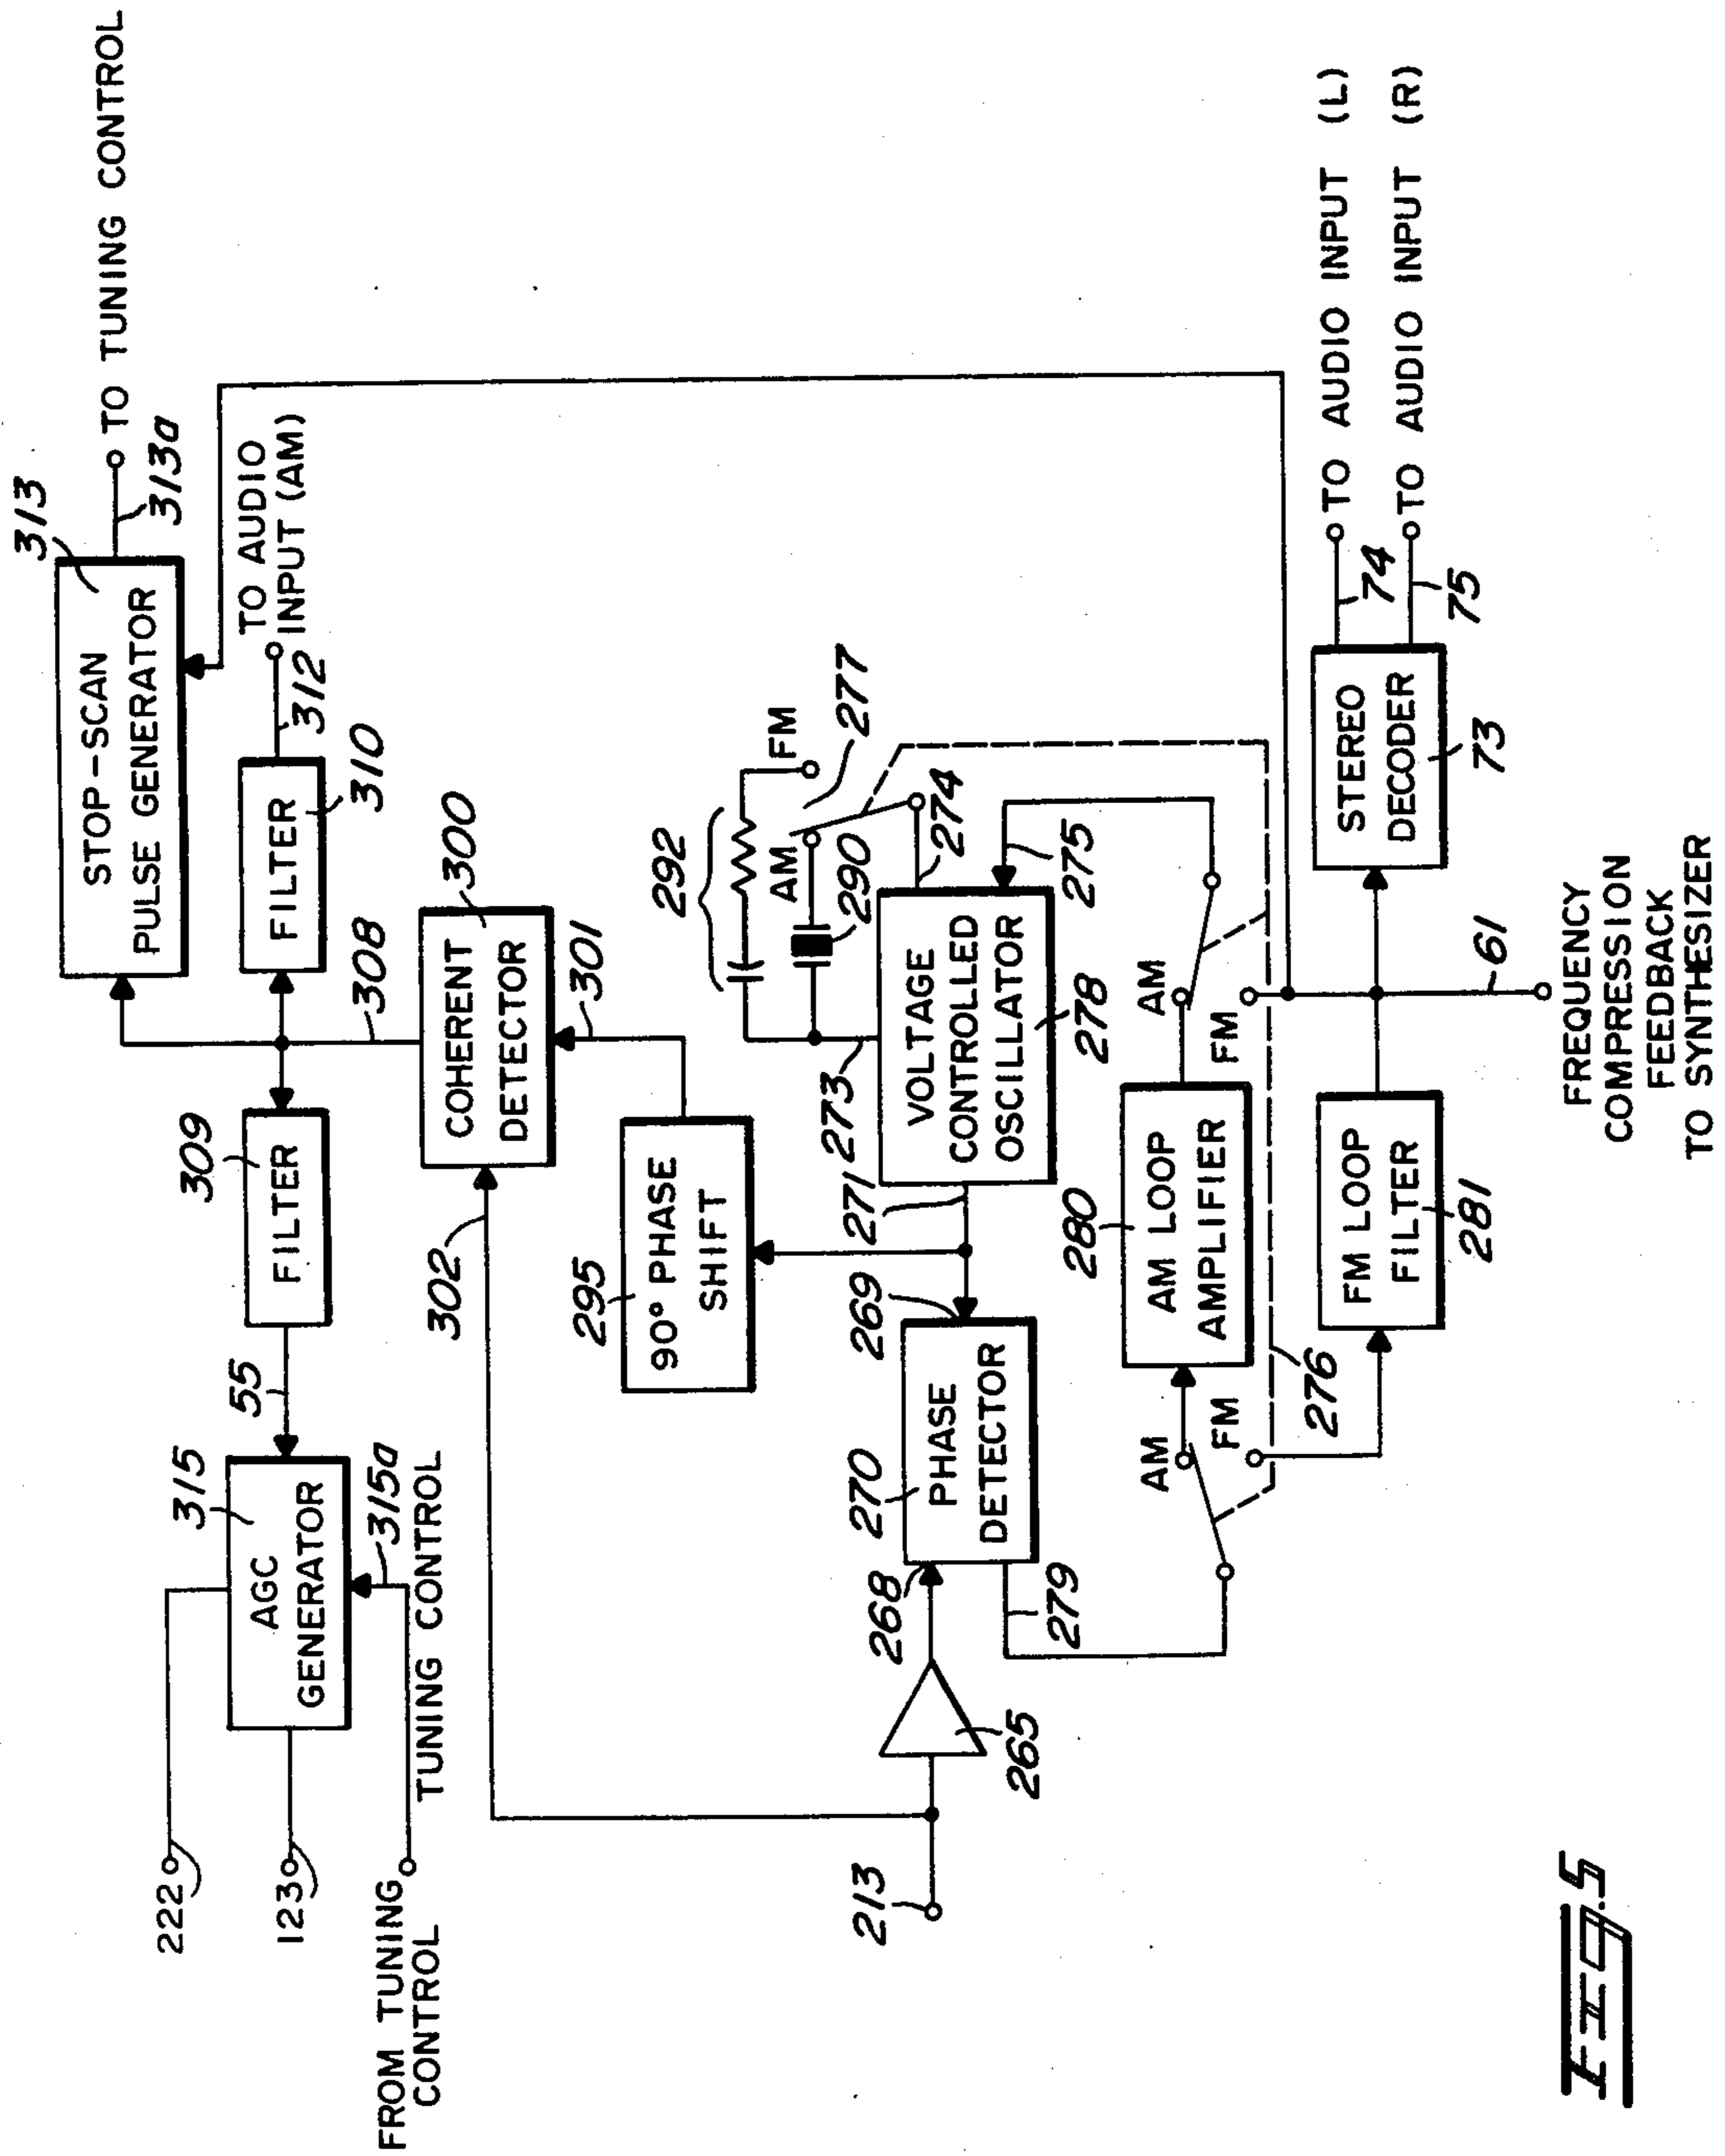 313
STOP-SCAN
PULSE GENERATOR
TO TUNING CONTROL
313a
TO AUDIO
INPUT (AM)
312
FILTER
310
308
309
FILTER
55
315
AGC
GENERATOR
222
123
315a
FROM TUNING
CONTROL
TUNING CONTROL
302
COHERENT
DETECTOR
300
301
295
90° PHASE
SHIFT
292
FM
AM
277
290
274
273
275
VOLTAGE
CONTROLLED
OSCILLATOR
278
271
269
270
PHASE
DETECTOR
268
279
265
213
280
AM LOOP
AMPLIFIER
AM
FM
AM
FM
276
FM LOOP
FILTER
281
STEREO
DECODER
73
74
75
TO AUDIO INPUT (L)
TO AUDIO INPUT (R)
61
FREQUENCY
COMPRESSION
FEEDBACK
TO SYNTHESIZER
FIG.5